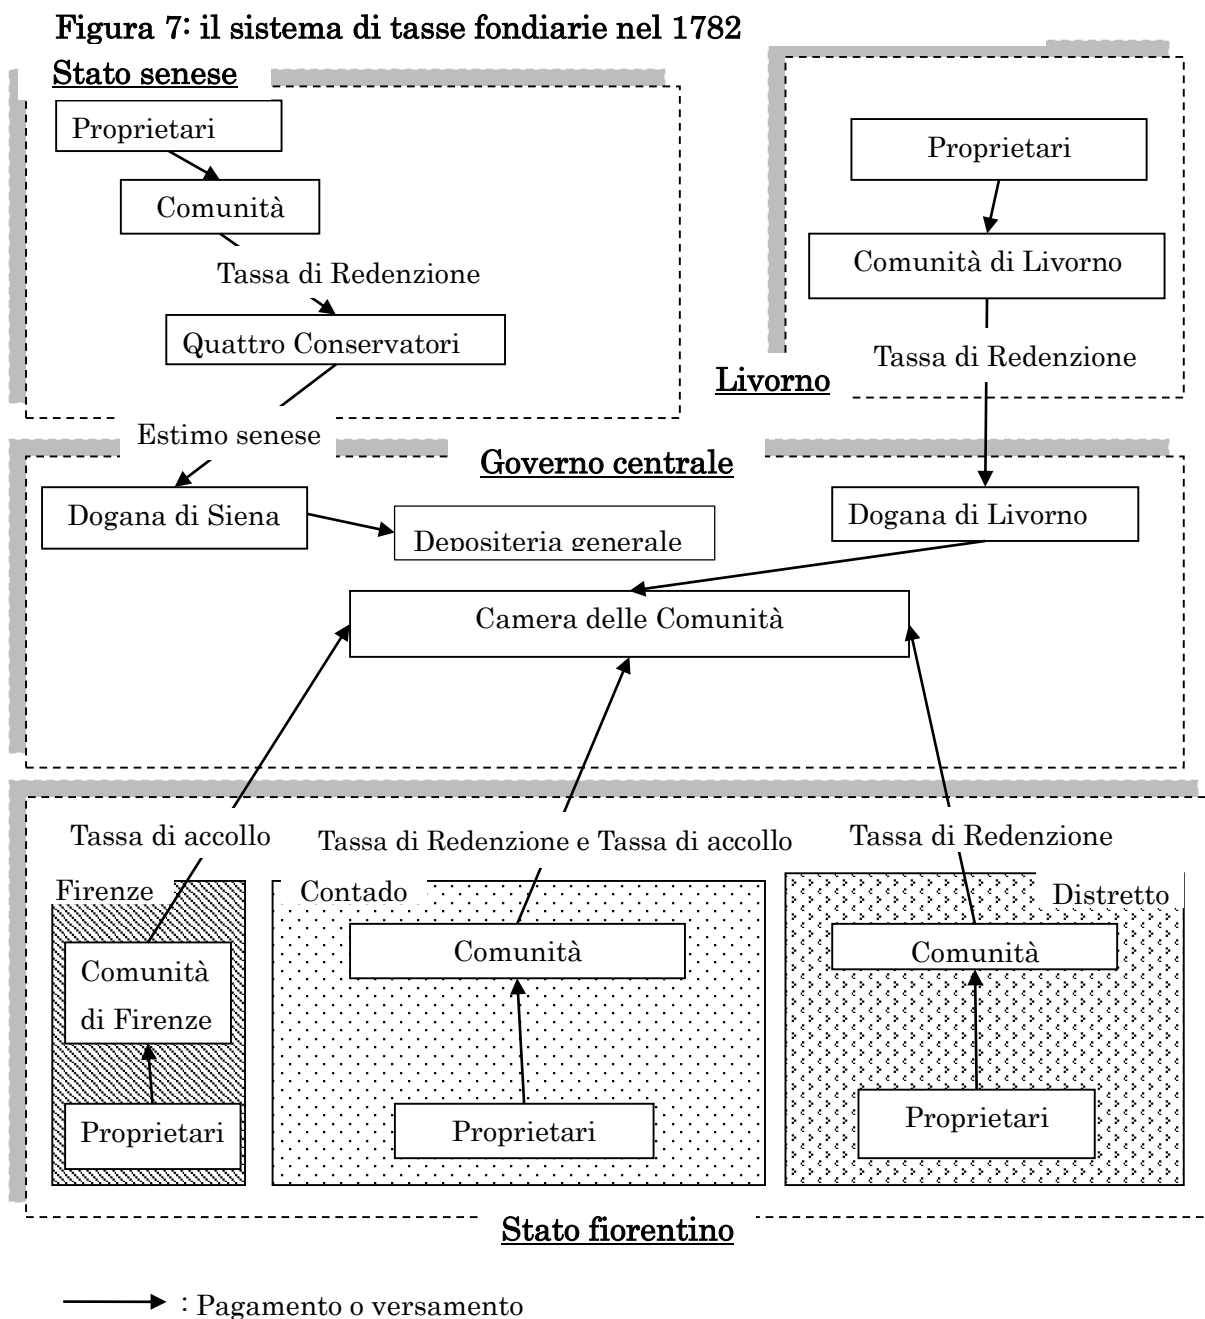 Figura 7: il sistema di tasse fondiarie nel 1782
Stato senese
Proprietari
Comunità
Tassa di Redenzione
Quattro Conservatori
Estimo senese
Proprietari
Comunità di Livorno
Tassa di Redenzione
Livorno
Governo centrale
Dogana di Siena
Depositeria generale
Dogana di Livorno
Camera delle Comunità
Tassa di accollo
Tassa di Redenzione e Tassa di accollo
Tassa di Redenzione
Firenze
Comunità
di Firenze
Proprietari
Contado
Comunità
Proprietari
Distretto
Comunità
Proprietari
Stato fiorentino
: Pagamento o versamento